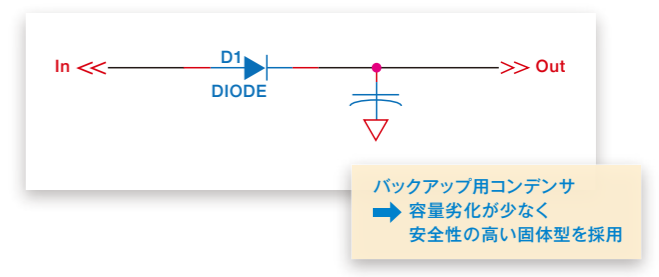 In
D1
DIODE
Out
バックアップ用コンデンサ
容量劣化が少なく
安全性の高い固体型を採用